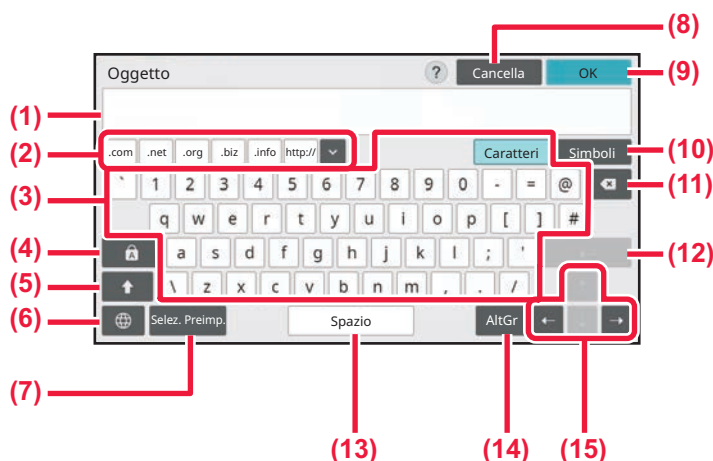 (8)
Oggetto ? Cancella OK (9)
(1)
(2) .com .net .org .biz .info http:// Caratteri Simboli (10)
(3) ` 1 2 3 4 5 6 7 8 9 0 - = @ (11)
q w e r t y u i o p [ ] #
(4) A a s d f g h j k l ; ' (12)
(5) \ z x c v b n m , . /
(6) Selez. Preimp. Spazio AltGr ← →
(7)
(13) (14) (15)